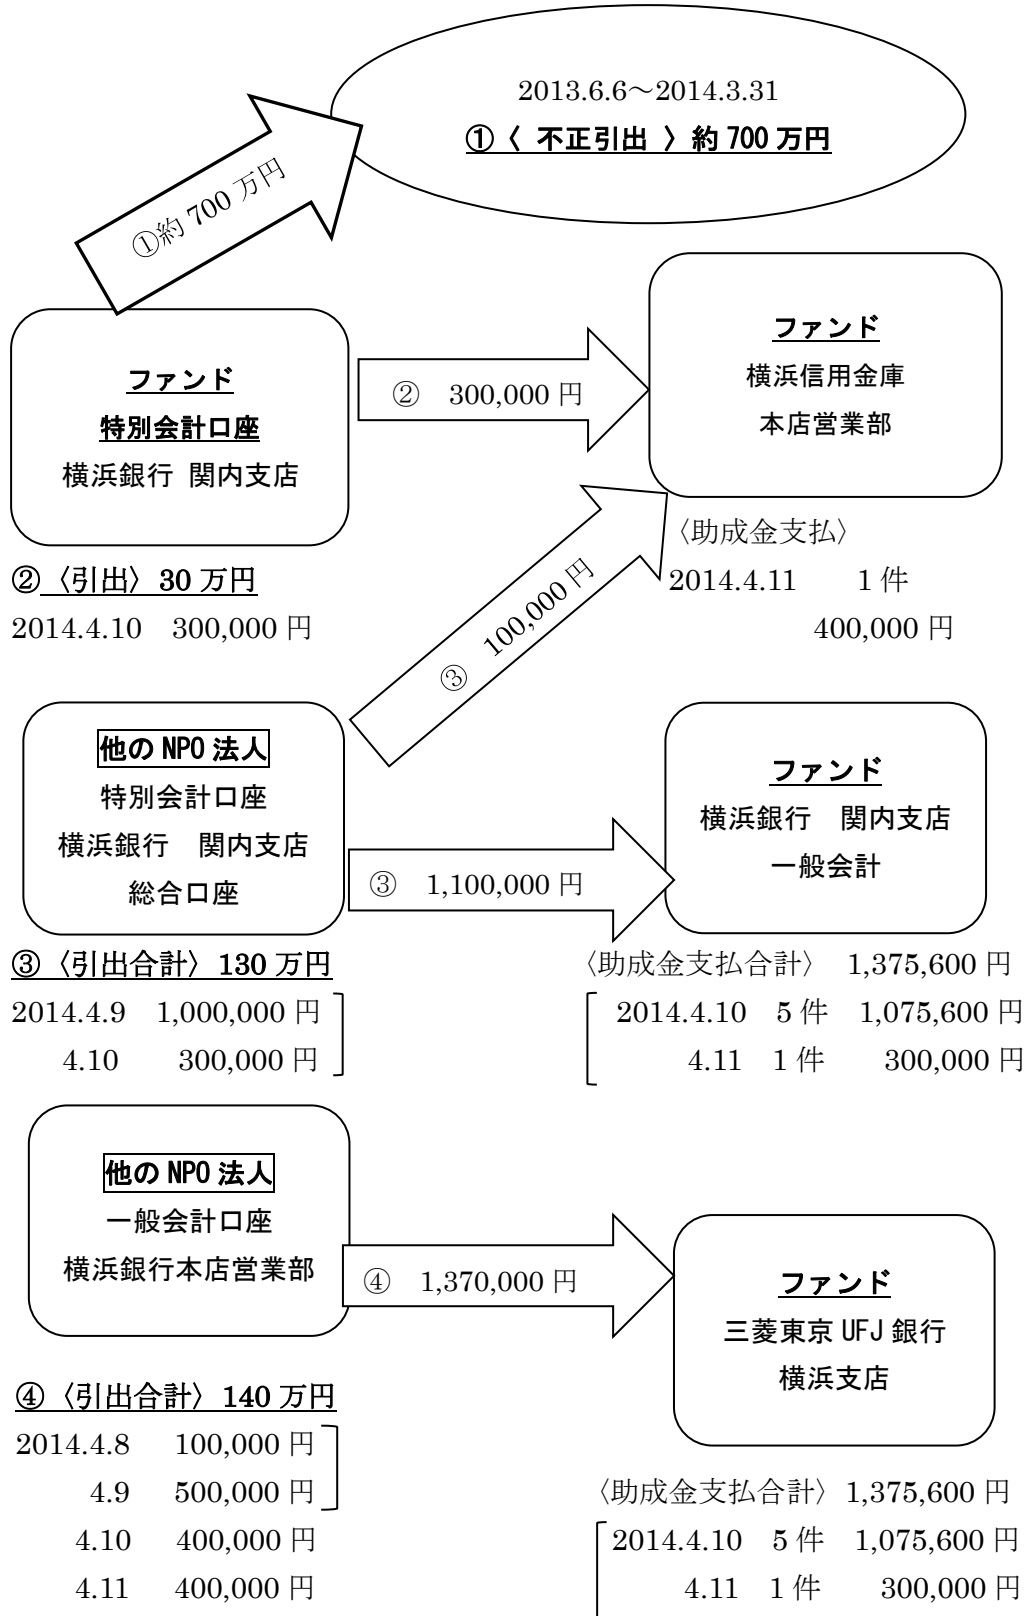 2013.6.6～2014.3.31
①〈 不正引出 〉約 700 万円
①約 700 万円
ファンド
特別会計口座
横浜銀行 関内支店
② 300,000 円
ファンド
横浜信用金庫
本店営業部
②〈引出〉30 万円
2014.4.10 300,000 円
〈助成金支払〉
2014.4.11 1 件
400,000 円
③ 100,000 円
他の NPO 法人
特別会計口座
横浜銀行 関内支店
総合口座
③ 1,100,000 円
ファンド
横浜銀行 関内支店
一般会計
③〈引出合計〉130 万円
2014.4.9 1,000,000 円
4.10 300,000 円
〈助成金支払合計〉 1,375,600 円
2014.4.10 5 件 1,075,600 円
4.11 1 件 300,000 円
他の NPO 法人
一般会計口座
横浜銀行本店営業部
④ 1,370,000 円
ファンド
三菱東京 UFJ 銀行
横浜支店
④〈引出合計〉140 万円
2014.4.8 100,000 円
4.9 500,000 円
4.10 400,000 円
4.11 400,000 円
〈助成金支払合計〉1,375,600 円
2014.4.10 5 件 1,075,600 円
4.11 1 件 300,000 円